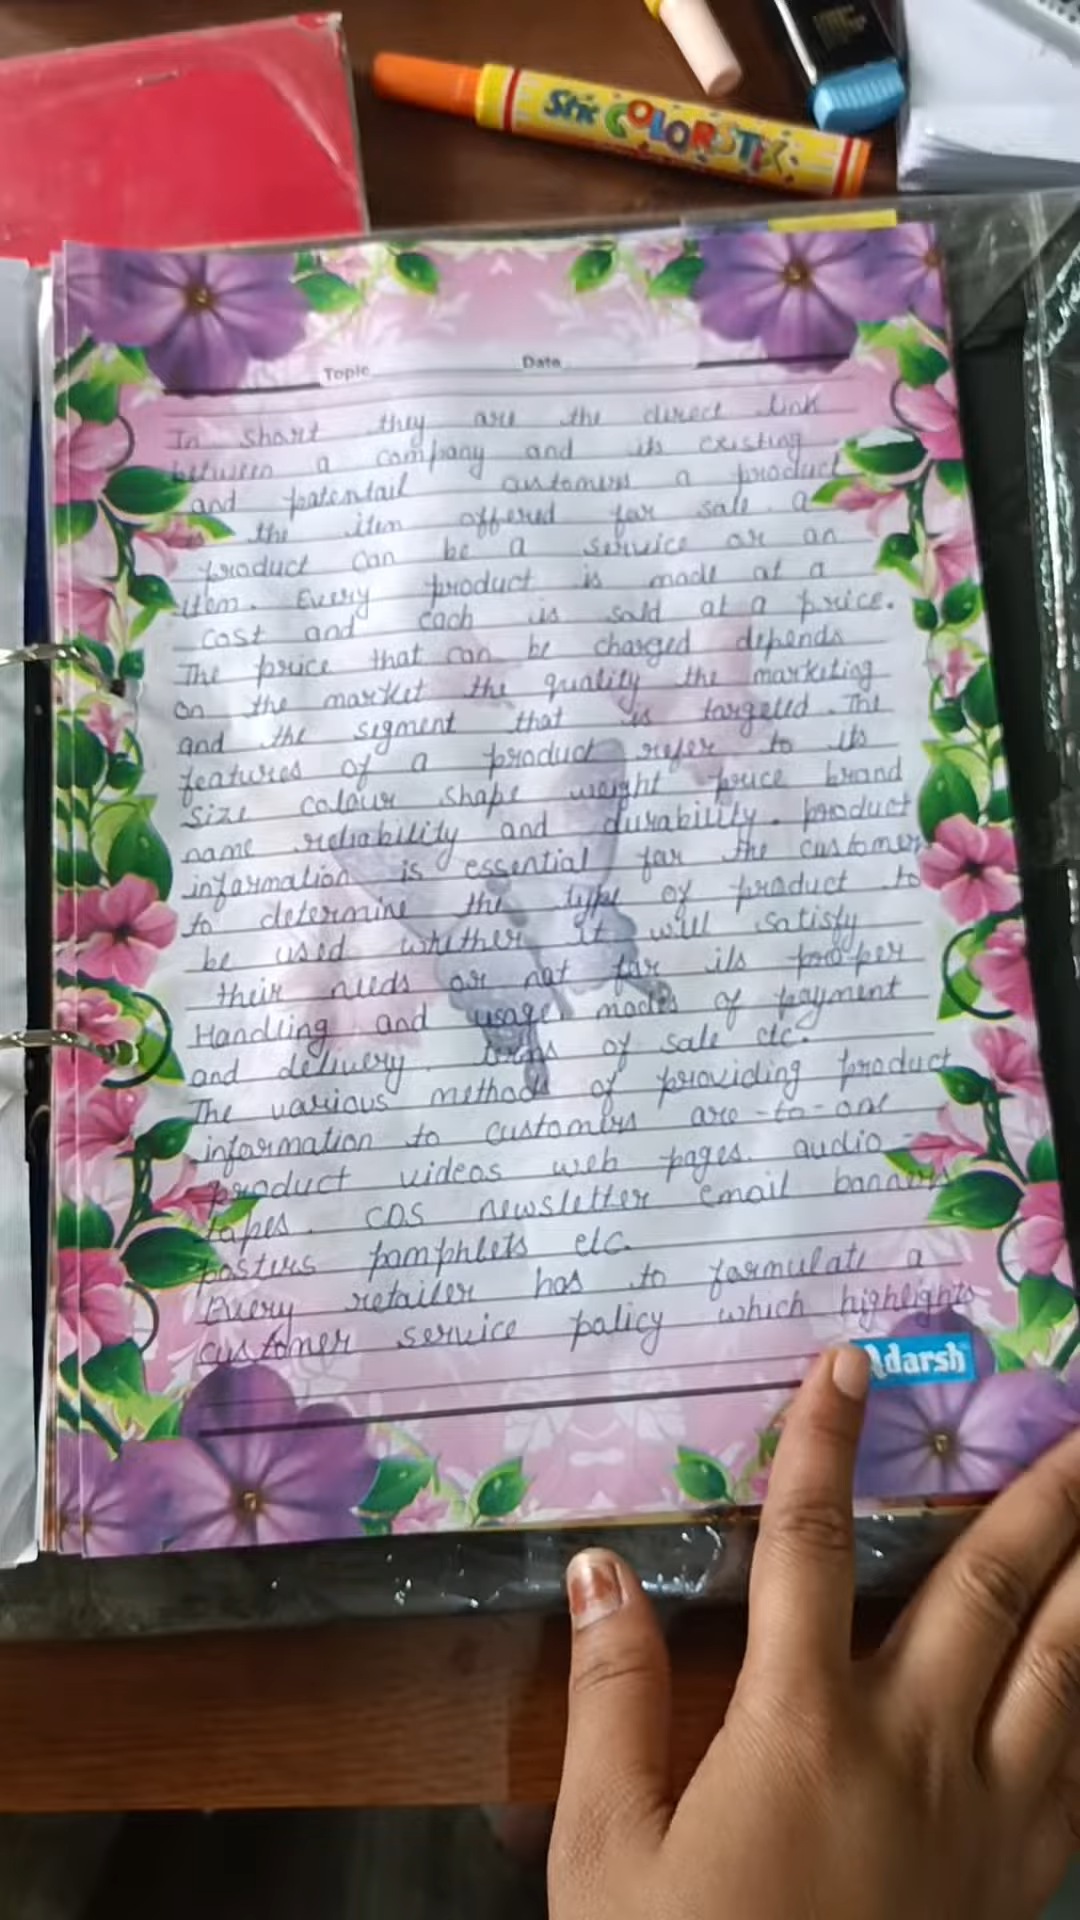 STIC COLORSTIX
Topic Date
In short they are the direct link
between a company and its existing
and potentail customers a product
is the item offered for sale. a
product can be a service or an
item. Every product is made at a
cost and each is sold at a price.
The price that can be charged depends
on the market the quality the marketing
and the segment that is targeted. The
features of a product refer to its
size colour shape weight price brand
name reliability and durability. product
information is essential for the customer
to determine the type of product to
be used whether it will satisfy
their needs or not for its proper
Handling and usage modes of payment
and delivery. terms of sale etc.
The various methods of providing product
information to customers are -to-one
product videos web pages. audio
tapes. CDS newsletter email banners
posters pamphlets etc.
Every retailer has to formulate a
customer service policy which highlights
Adarsh